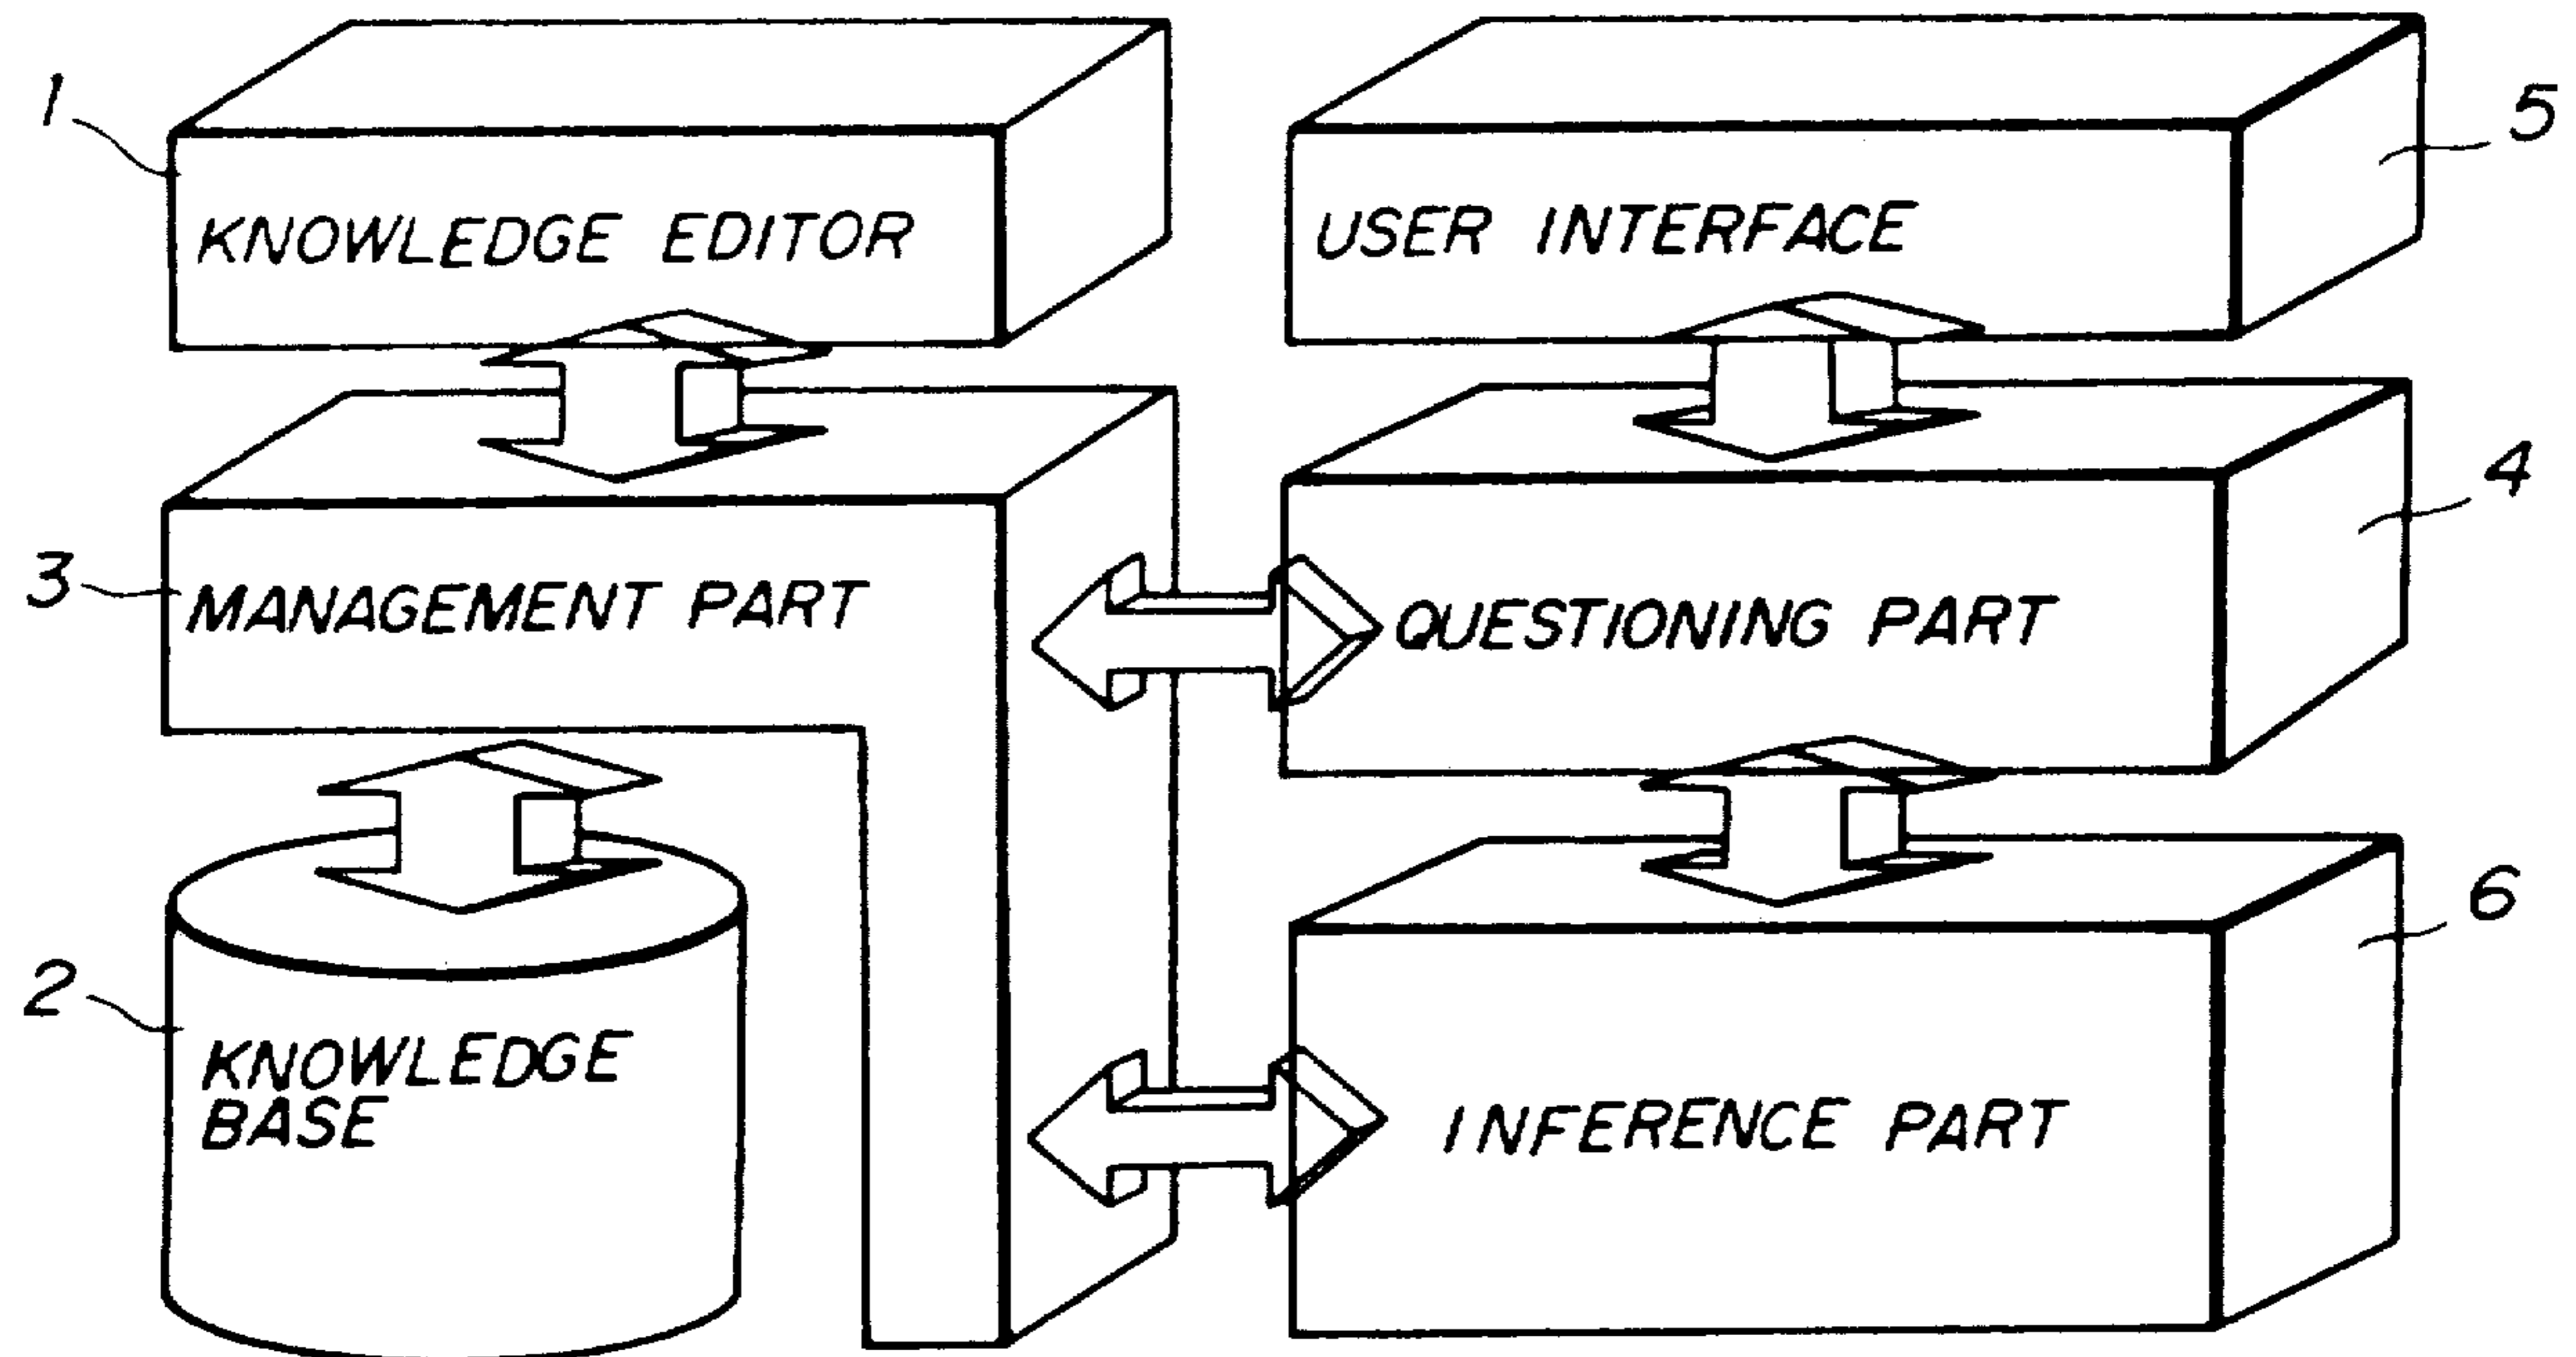 1
KNOWLEDGE EDITOR
5
USER INTERFACE
3
MANAGEMENT PART
4
QUESTIONING PART
2
KNOWLEDGE
BASE
6
INFERENCE PART